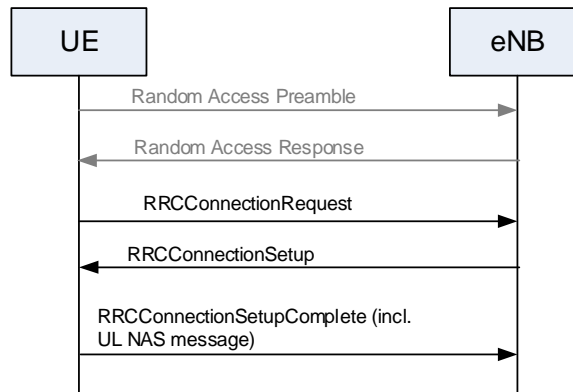 UE
eNB
Random Access Preamble
Random Access Response
RRCConnectionRequest
RRCConnectionSetup
RRCConnectionSetupComplete (incl.
UL NAS message)